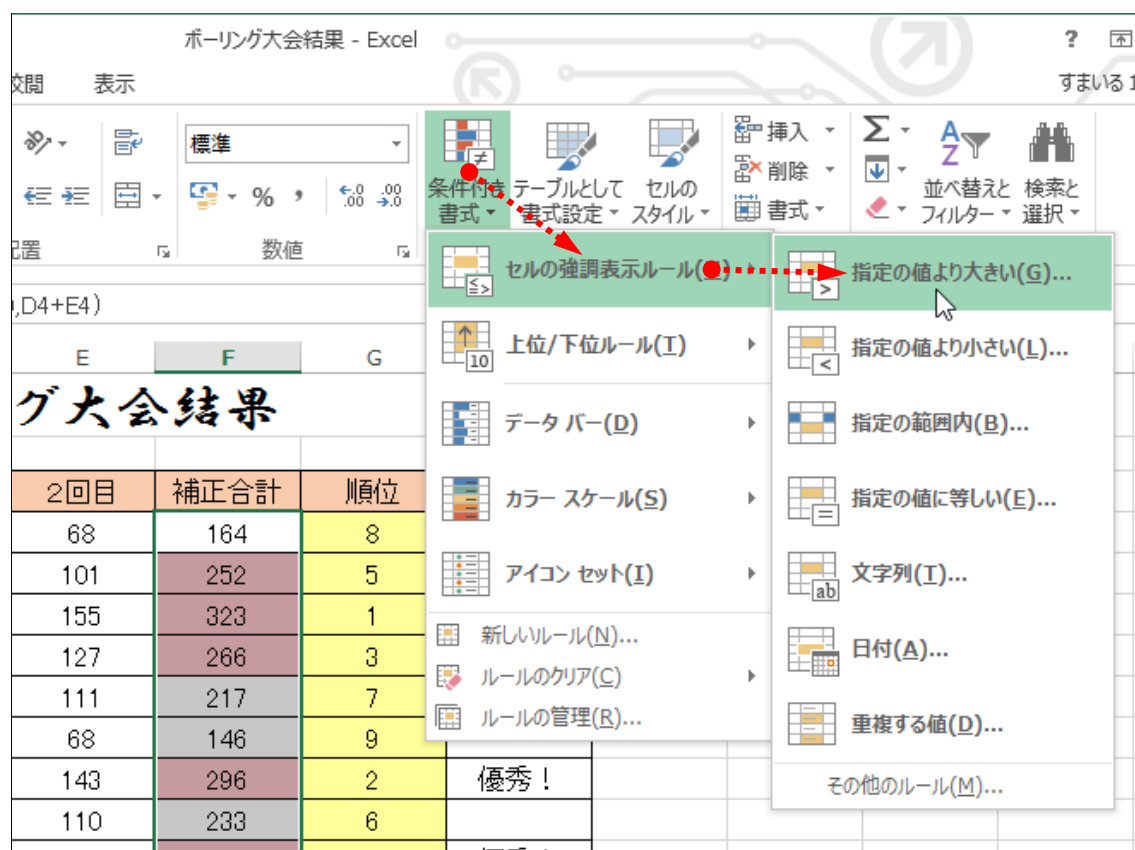 ボーリング大会結果 - Excel
?
校閲 表示
すまいる 1
標準
条件付き
書式
テーブルとして
書式設定
セルの
スタイル
挿入
削除
書式
Σ
A
Z
並べ替えと
フィルター
検索と
選択
% ,
←.0 .00
.00 →.0
配置
数値
,D4+E4)
セルの強調表示ルール(
指定の値より大きい(G)...
上位/下位ルール(T)
指定の値より小さい(L)...
データ バー(D)
指定の範囲内(B)...
カラー スケール(S)
指定の値に等しい(E)...
アイコン セット(I)
文字列(T)...
新しいルール(N)...
日付(A)...
ルールのクリア(C)
ルールの管理(R)...
重複する値(D)...
その他のルール(M)...
E F G
グ大会結果
2回目 補正合計 順位
68 164 8
101 252 5
155 323 1
127 266 3
111 217 7
68 146 9
143 296 2 優秀！
110 233 6